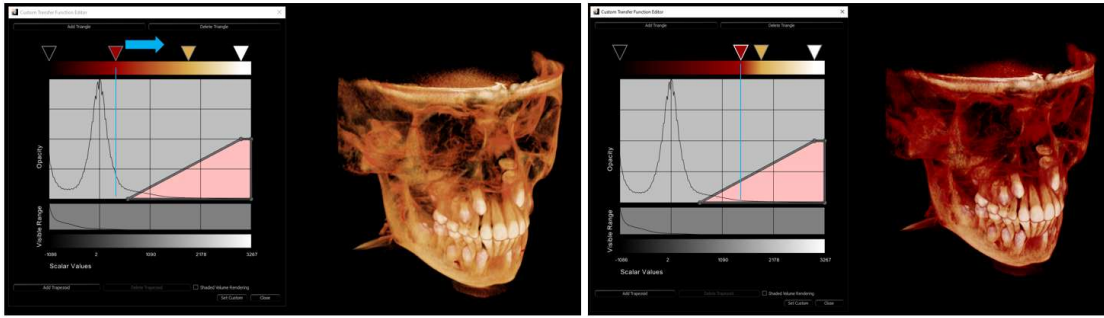 Custom Transfer Function Editor
Add Triangle Delete Triangle
Opacity
Visible Range
-1086 2 1090 2178 3267
Scalar Values
Add Trapezoid Delete Trapezoid Shaded Volume Rendering
Set Custom Close
Custom Transfer Function Editor
Add Triangle Delete Triangle
Opacity
Visible Range
-1086 2 1090 2178 3267
Scalar Values
Add Trapezoid Delete Trapezoid Shaded Volume Rendering
Set Custom Close